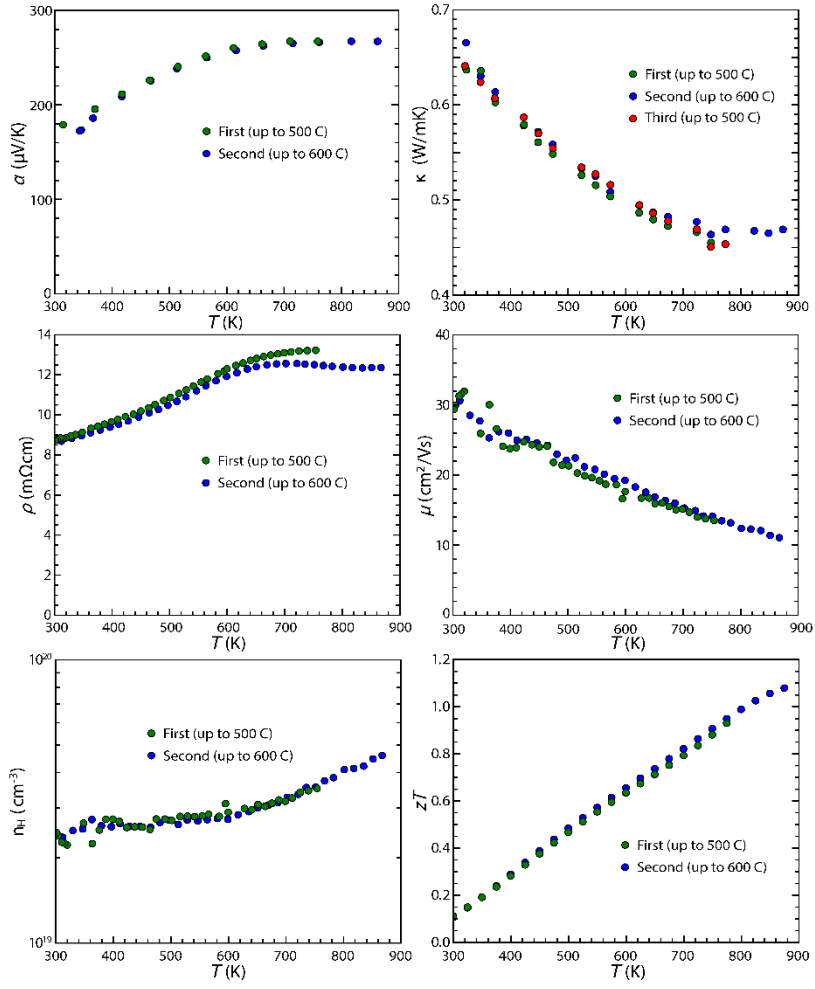 400
300
200
100
0
α (μV/K)
First (up to 500 C)
Second (up to 600 C)
300 400 500 600 700 800 900
T (K)
0.7
0.6
0.5
0.4
κ (W/mK)
First (up to 500 C)
Second (up to 600 C)
Third (up to 500 C)
300 400 500 600 700 800 900
T (K)
14
12
10
8
6
4
2
0
ρ (mΩcm)
First (up to 500 C)
Second (up to 600 C)
300 400 500 600 700 800 900
T (K)
40
30
20
10
0
μ (cm²/Vs)
First (up to 500 C)
Second (up to 600 C)
300 400 500 600 700 800 900
T (K)
10²⁰
10¹⁹
n_H (cm⁻³)
First (up to 500 C)
Second (up to 600 C)
300 400 500 600 700 800 900
T (K)
1.2
1.0
0.8
0.6
0.4
0.2
0.0
zT
First (up to 500 C)
Second (up to 600 C)
300 400 500 600 700 800 900
T (K)